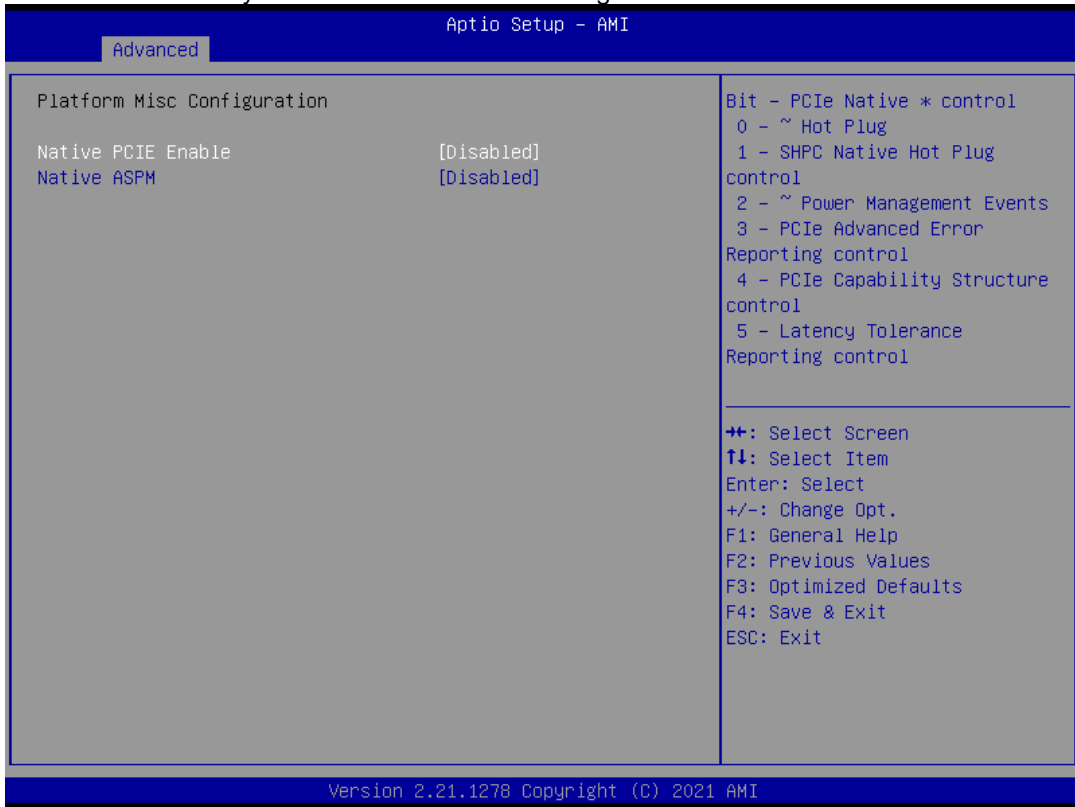 Aptio Setup – AMI
Advanced
Platform Misc Configuration
Native PCIE Enable [Disabled]
Native ASPM [Disabled]
Bit – PCIe Native * control
0 – ~ Hot Plug
1 – SHPC Native Hot Plug
control
2 – ~ Power Management Events
3 – PCIe Advanced Error
Reporting control
4 – PCIe Capability Structure
control
5 – Latency Tolerance
Reporting control
→←: Select Screen
↑↓: Select Item
Enter: Select
+/-: Change Opt.
F1: General Help
F2: Previous Values
F3: Optimized Defaults
F4: Save & Exit
ESC: Exit
Version 2.21.1278 Copyright (C) 2021 AMI